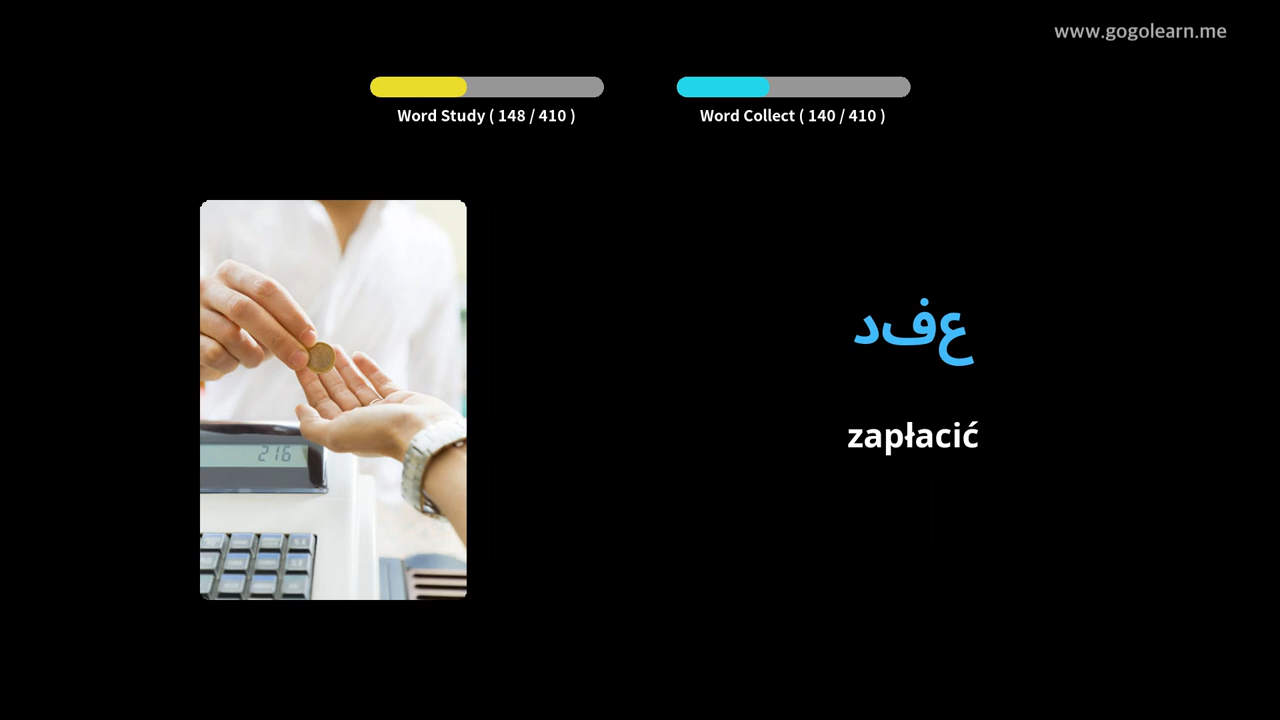 www.gogolearn.me
Word Study ( 148 / 410 )
Word Collect ( 140 / 410 )
دفع
zapłacić
216